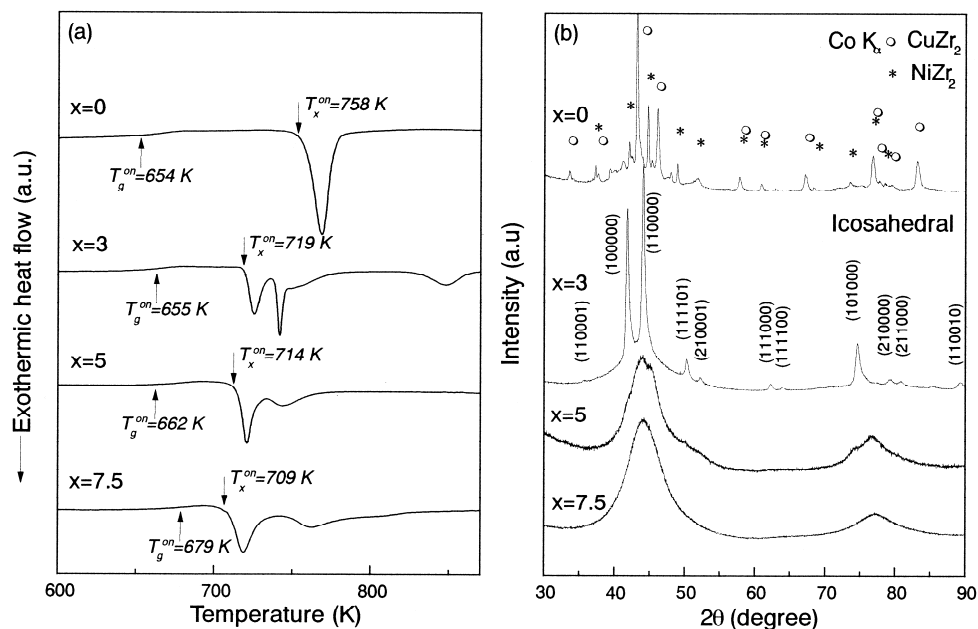 (a)
x=0
T_x^on=758 K
T_g^on=654 K
x=3
T_x^on=719 K
T_g^on=655 K
x=5
T_x^on=714 K
T_g^on=662 K
x=7.5
T_x^on=709 K
T_g^on=679 K
Exothermic heat flow (a.u.)
600 700 800
Temperature (K)
(b)
Co Kα
CuZr2
* NiZr2
x=0
Icosahedral
x=3
(110001)
(100000)
(110000)
(111101)
(210001)
(111000)
(111100)
(101000)
(210000)
(211000)
(110010)
x=5
x=7.5
Intensity (a.u)
30 40 50 60 70 80 90
2θ (degree)